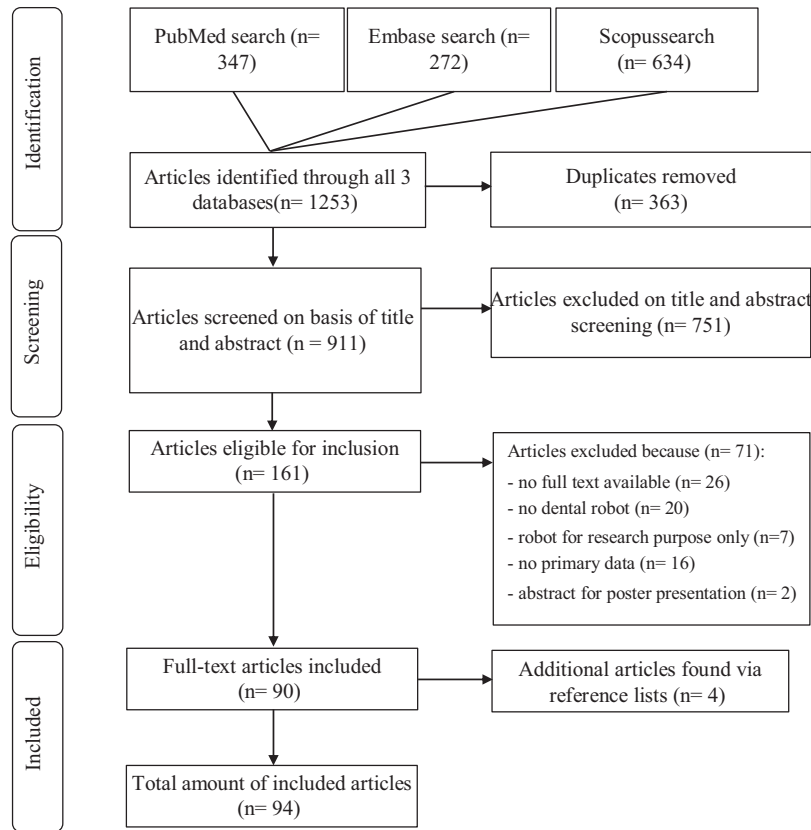 Identification
PubMed search (n=
347)
Embase search (n=
272)
Scopussearch
(n= 634)
Articles identified through all 3
databases(n= 1253)
Duplicates removed
(n= 363)
Screening
Articles screened on basis of title
and abstract (n = 911)
Articles excluded on title and abstract
screening (n= 751)
Eligibility
Articles eligible for inclusion
(n= 161)
Articles excluded because (n= 71):
- no full text available (n= 26)
- no dental robot (n= 20)
- robot for research purpose only (n=7)
- no primary data (n= 16)
- abstract for poster presentation (n= 2)
Included
Full-text articles included
(n= 90)
Additional articles found via
reference lists (n= 4)
Total amount of included articles
(n= 94)